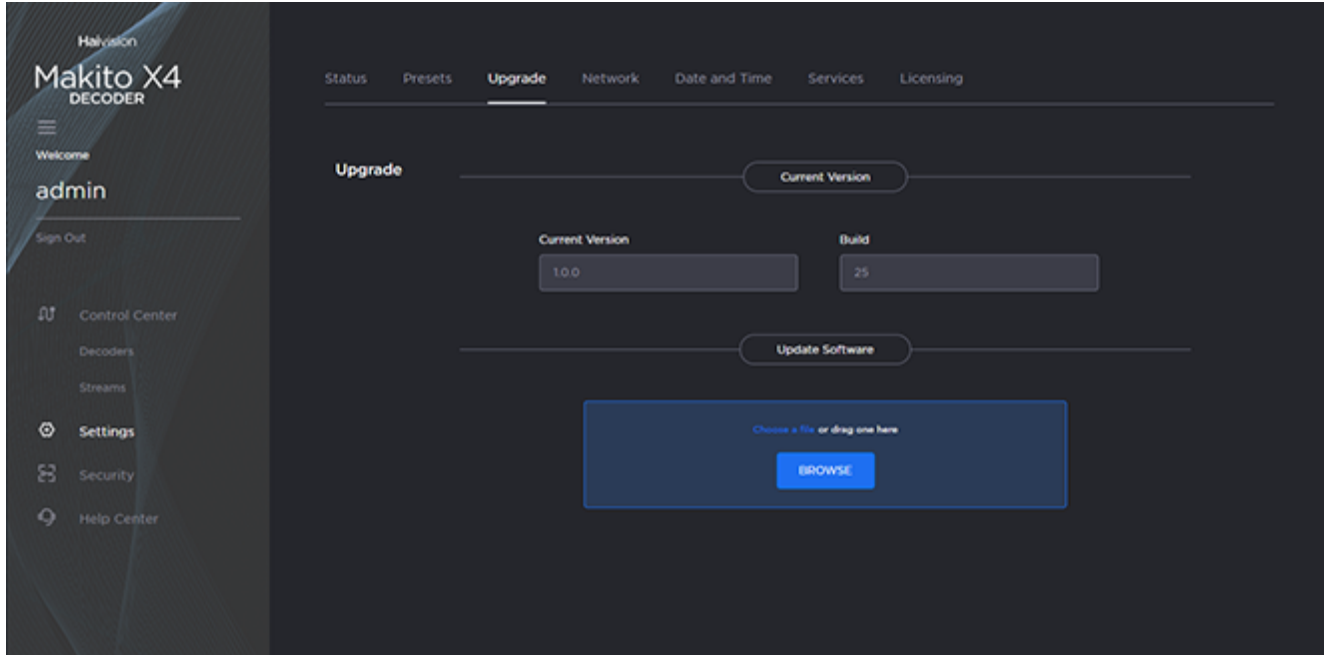 Haivision
Makito X4
DECODER
Welcome
admin
Sign Out
Control Center
Decoders
Streams
Settings
Security
Help Center
Status Presets Upgrade Network Date and Time Services Licensing
Upgrade
Current Version
Current Version Build
1.0.0 25
Update Software
Choose a file or drag one here
BROWSE